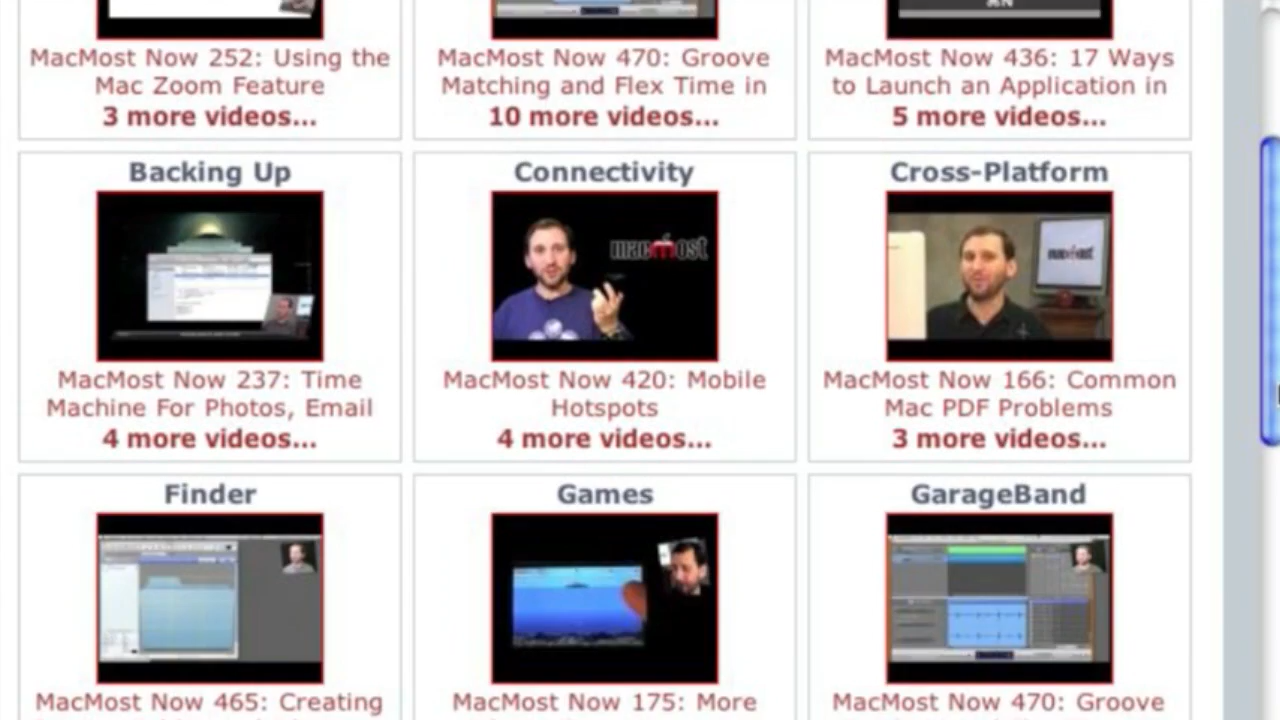 ⌘N
MacMost Now 252: Using the
Mac Zoom Feature
3 more videos...
MacMost Now 470: Groove
Matching and Flex Time in
10 more videos...
MacMost Now 436: 17 Ways
to Launch an Application in
5 more videos...
Backing Up
MacMost Now 237: Time
Machine For Photos, Email
4 more videos...
Connectivity
macmost
MacMost Now 420: Mobile
Hotspots
4 more videos...
Cross-Platform
macmost
MacMost Now 166: Common
Mac PDF Problems
3 more videos...
Finder
MacMost Now 465: Creating
Games
MacMost Now 175: More
GarageBand
MacMost Now 470: Groove